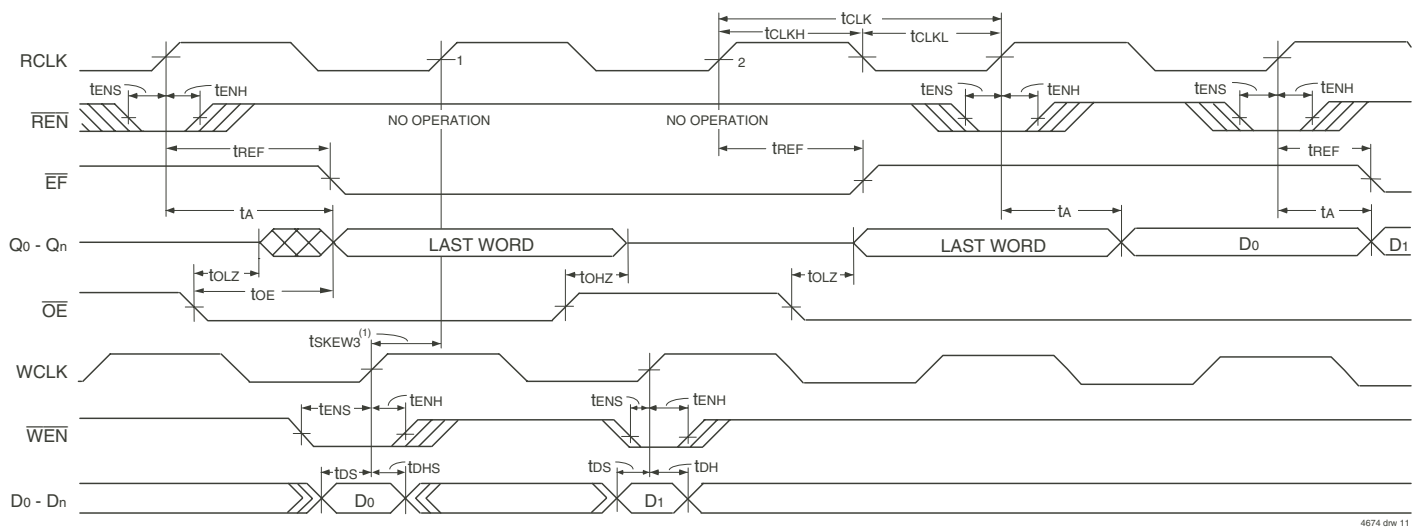 tCLK
tCLKH tCLKL
RCLK 1 2
tENS tENH tENS tENH tENS tENH
REN NO OPERATION NO OPERATION
tREF tREF tREF
EF
tA tA tA
Q0 - Qn LAST WORD LAST WORD D0 D1
tOLZ tOHZ tOLZ
tOE
OE
tSKEW3(1)
WCLK
tENS tENH tENS tENH
WEN
tDS tDHS tDS tDH
D0 - Dn D0 D1
4674 drw 11